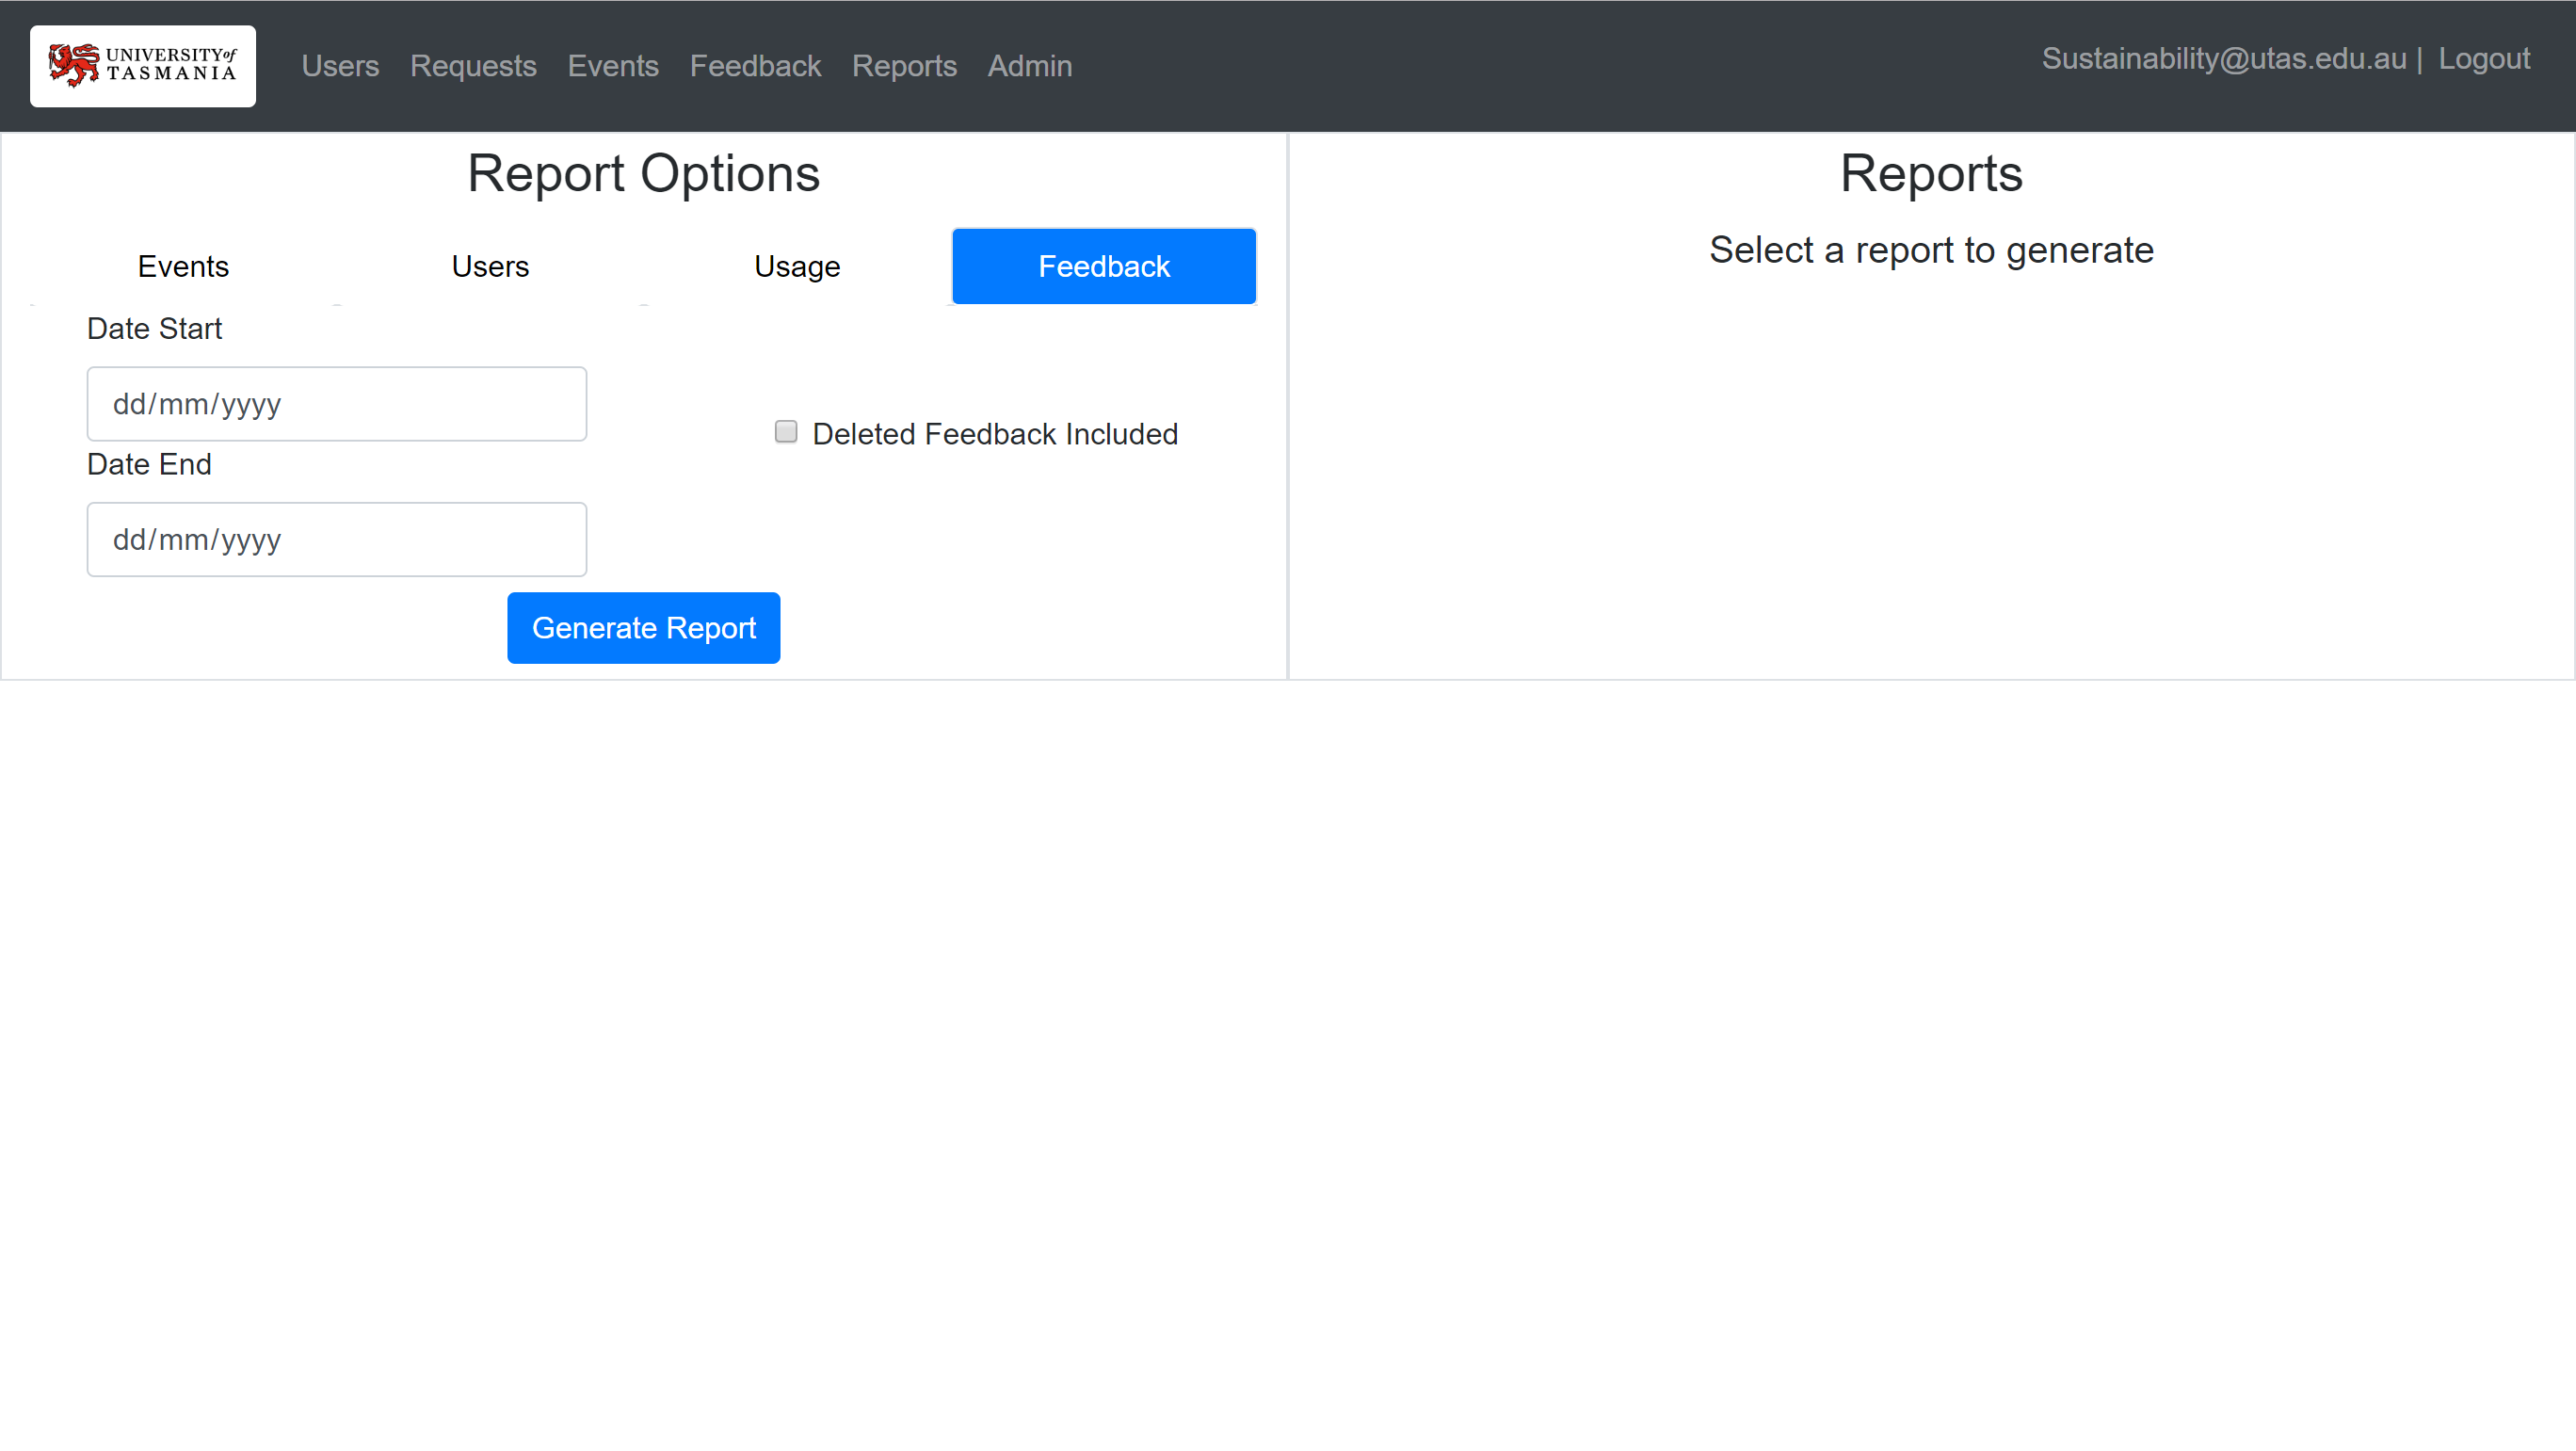 UNIVERSITY of
TASMANIA
Users Requests Events Feedback Reports Admin
Sustainability@utas.edu.au | Logout
Report Options
Events Users Usage Feedback
Date Start
dd/mm/yyyy
Deleted Feedback Included
Date End
dd/mm/yyyy
Generate Report
Reports
Select a report to generate